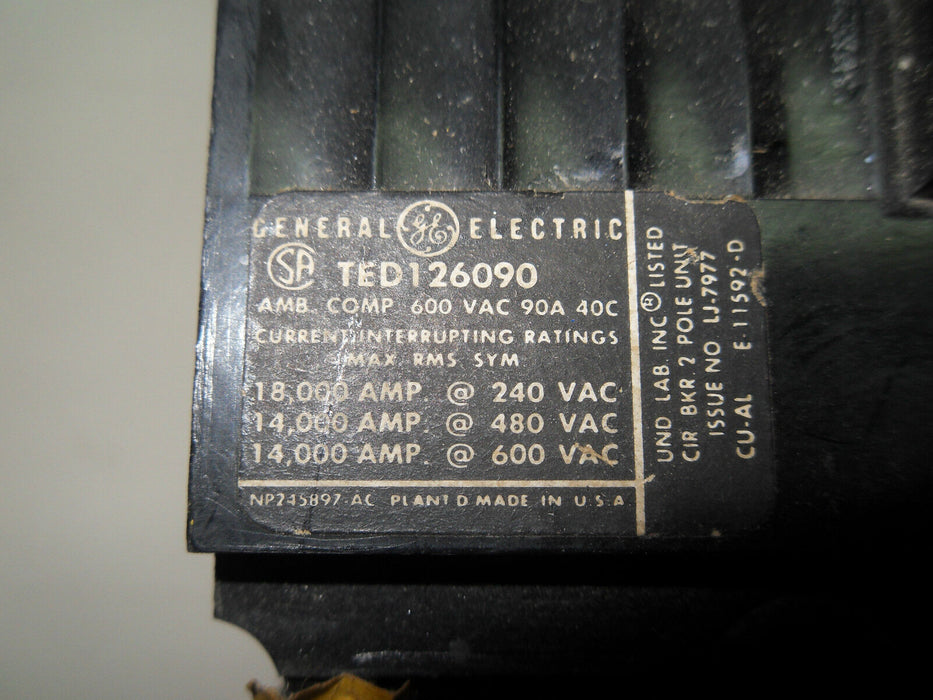 GENERAL GE ELECTRIC
SA TED126090
AMB. COMP 600 VAC 90A 40C
CURRENT INTERRUPTING RATINGS
MAX RMS SYM
18,000 AMP. @ 240 VAC
14,000 AMP. @ 480 VAC
14,000 AMP. @ 600 VAC
NP245897-AC PLANT D MADE IN U.S.A
UND LAB. INC ® LISTED
CIR BKR. 2 POLE UNIT
ISSUE NO LJ-7977
CU-AL E-11592-D